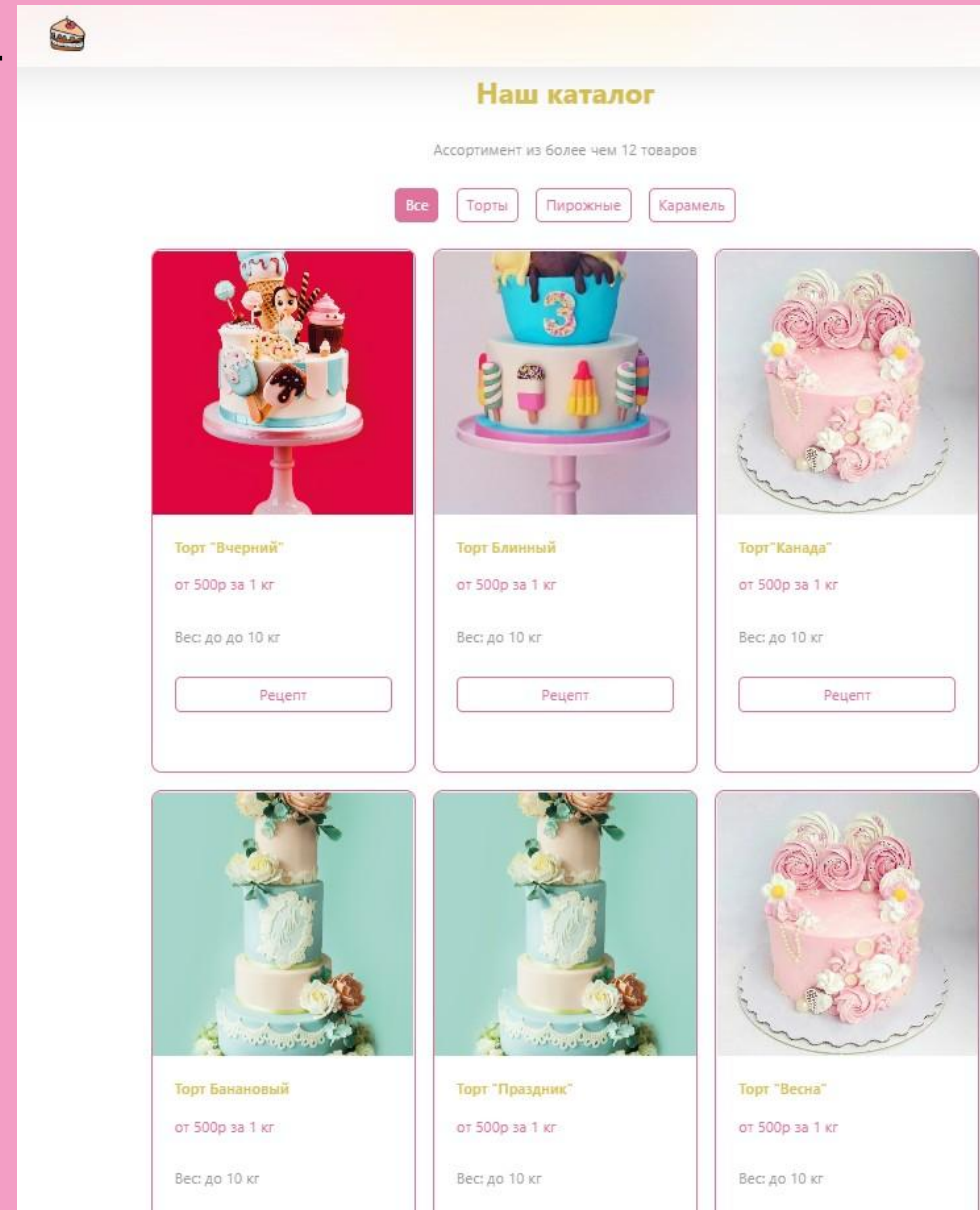 Наш каталог
Ассортимент из более чем 12 товаров
Все Торты Пирожные Карамель
3
Торт "Вчерний"
от 500р за 1 кг
Вес: до до 10 кг
Рецепт
Торт Блинный
от 500р за 1 кг
Вес: до 10 кг
Рецепт
Торт"Канада"
от 500р за 1 кг
Вес: до 10 кг
Рецепт
Торт Банановый
от 500р за 1 кг
Вес: до 10 кг
Торт "Праздник"
от 500р за 1 кг
Вес: до 10 кг
Торт "Весна"
от 500р за 1 кг
Вес: до 10 кг